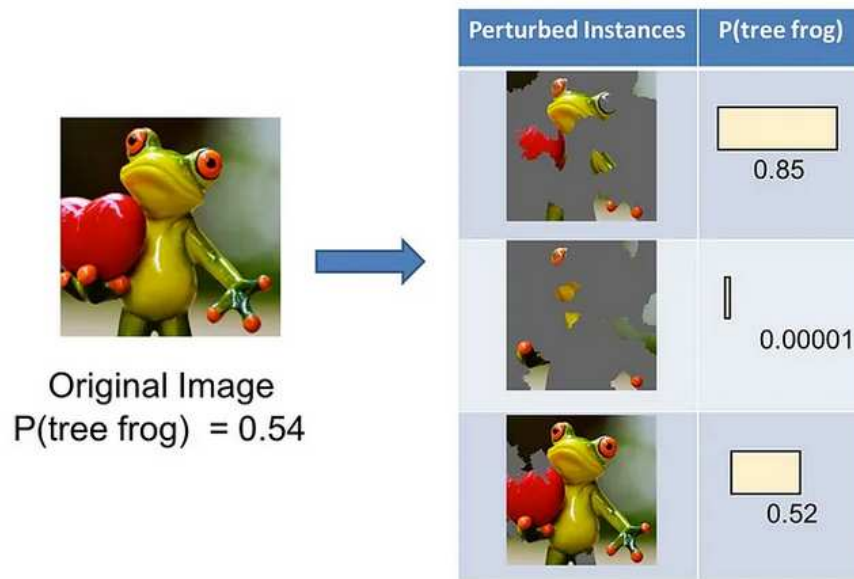 Original Image
P(tree frog) = 0.54
Perturbed Instances
P(tree frog)
0.85
0.00001
0.52